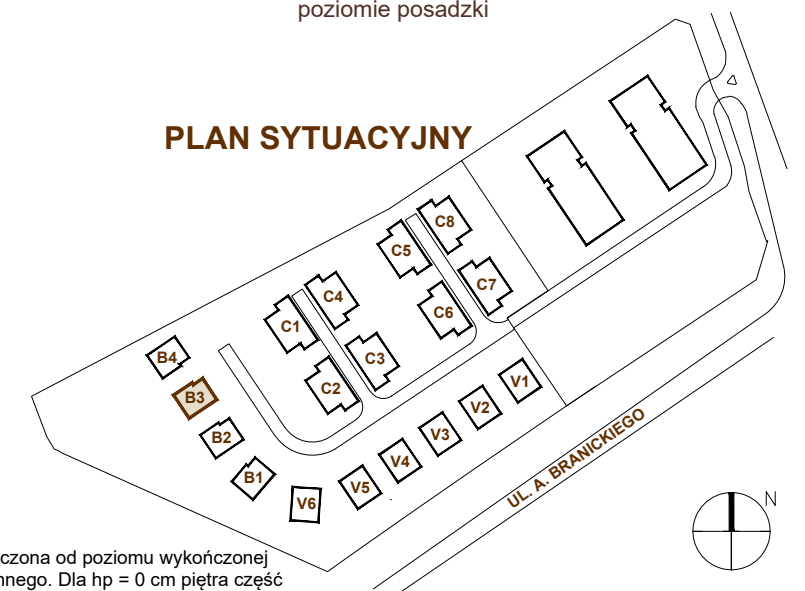 poziomie posadzki
PLAN SYTUACYJNY
C8
C5
C4
C7
C1
C6
B4
C3
C2
V1
B3
V2
B2
V3
UL. A. BRANICKIEGO
V4
B1
V5
V6
N
czona od poziomu wykończonej
nnego. Dla hp = 0 cm piętra część